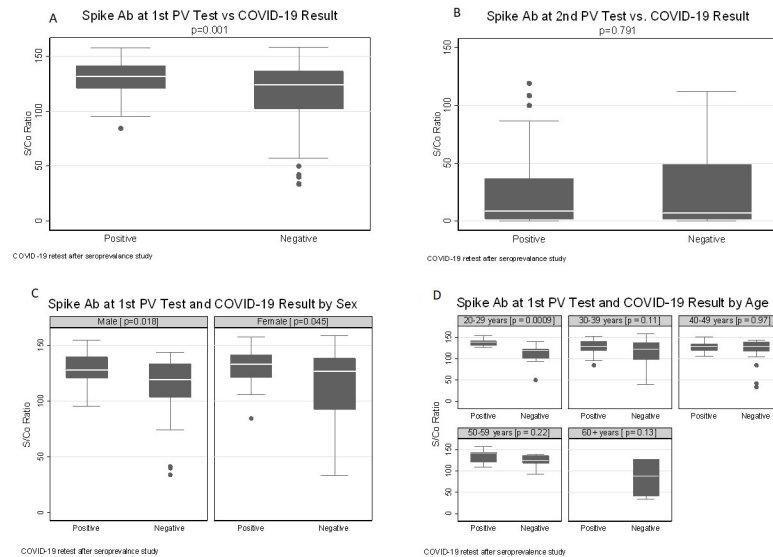 A
Spike Ab at 1st PV Test vs COVID-19 Result
p=0.001
S/Co Ratio
150
100
50
0
Positive
Negative
COVID-19 retest after seroprevalance study
B
Spike Ab at 2nd PV Test vs. COVID-19 Result
p=0.791
S/Co Ratio
150
100
50
0
Positive
Negative
COVID-19 retest after seroprevalance study
C
Spike Ab at 1st PV Test and COVID-19 Result by Sex
Male [p=0.018]
Female [p=0.045]
S/Co Ratio
150
100
50
0
Positive
Negative
Positive
Negative
COVID-19 retest after seroprevalance study
D
Spike Ab at 1st PV Test and COVID-19 Result by Age
20-29 years [p = 0.0009]
30-39 years [p = 0.11]
40-49 years [p = 0.97]
150
100
50
0
Positive
Negative
Positive
Negative
Positive
Negative
50-59 years [p = 0.22]
60+ years [p = 0.13]
S/Co Ratio
150
100
50
0
Positive
Negative
Positive
Negative
COVID-19 retest after seroprevalance study